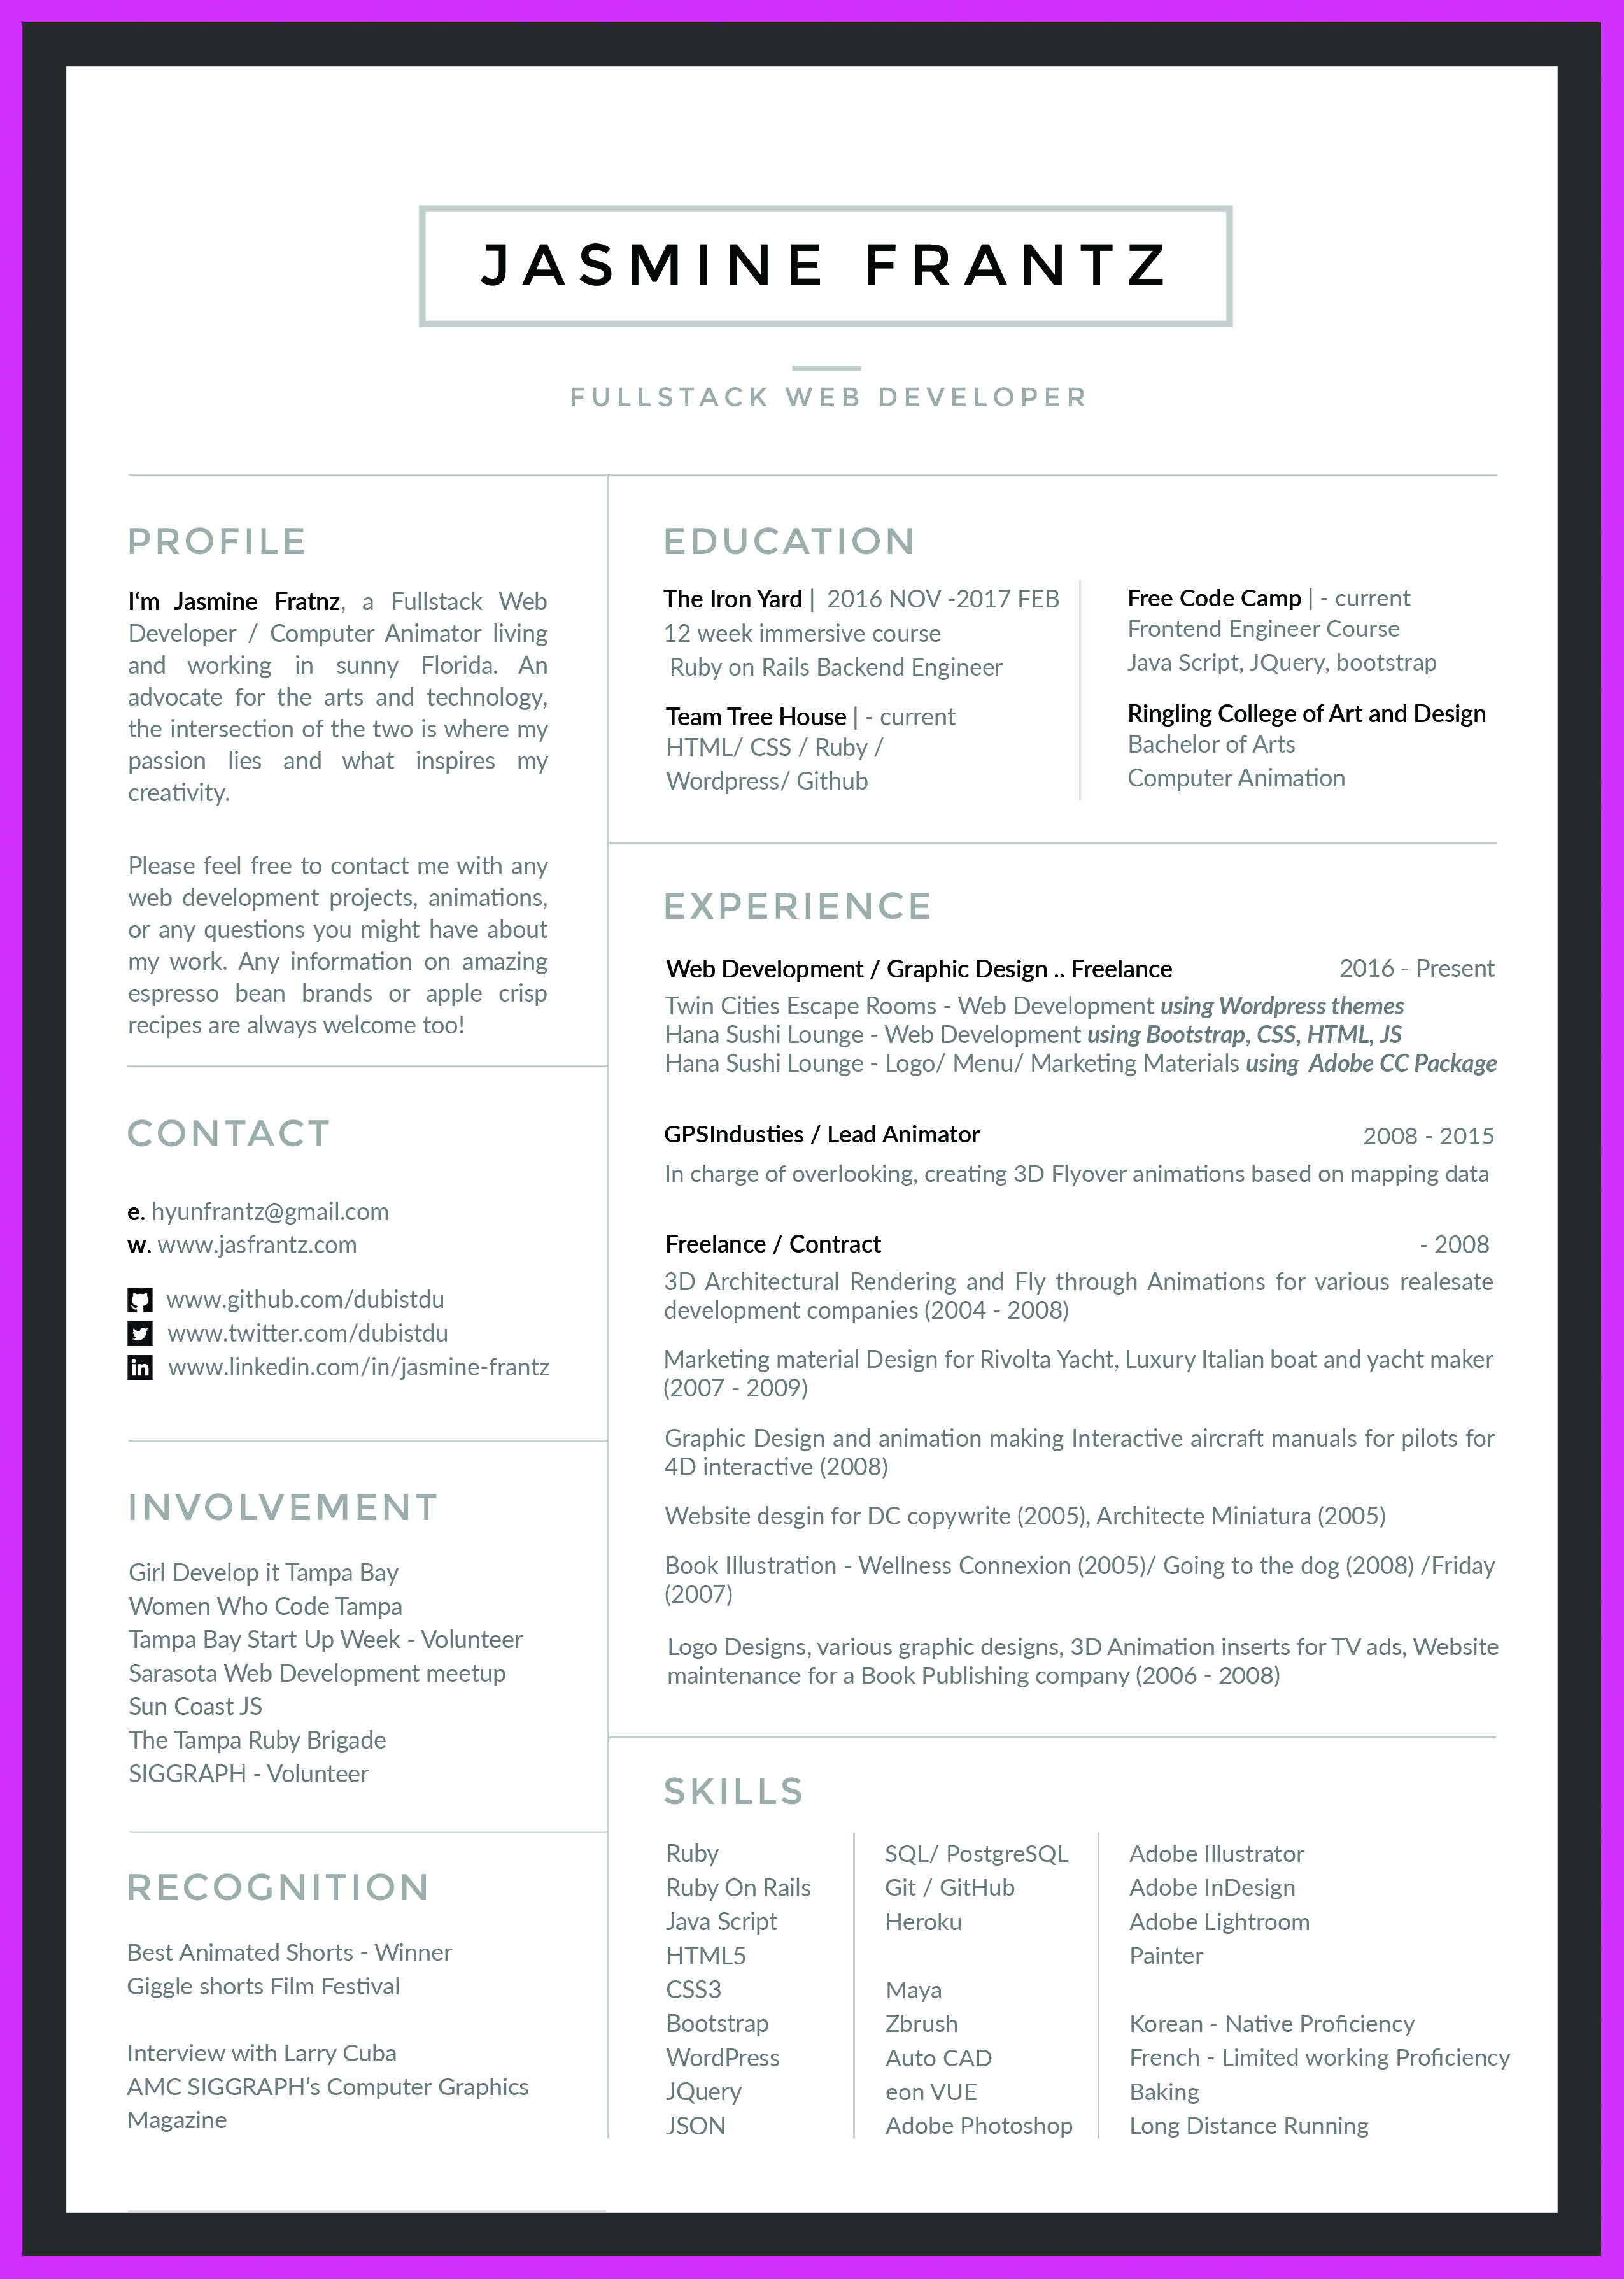 JASMINE FRANTZ
FULLSTACK WEB DEVELOPER
PROFILE
I‘m Jasmine Fratnz, a Fullstack Web
Developer / Computer Animator living
and working in sunny Florida. An
advocate for the arts and technology,
the intersection of the two is where my
passion lies and what inspires my
creativity.
Please feel free to contact me with any
web development projects, animations,
or any questions you might have about
my work. Any information on amazing
espresso bean brands or apple crisp
recipes are always welcome too!
CONTACT
e. hyunfrantz@gmail.com
w. www.jasfrantz.com
www.github.com/dubistdu
www.twitter.com/dubistdu
in www.linkedin.com/in/jasmine-frantz
INVOLVEMENT
Girl Develop it Tampa Bay
Women Who Code Tampa
Tampa Bay Start Up Week - Volunteer
Sarasota Web Development meetup
Sun Coast JS
The Tampa Ruby Brigade
SIGGRAPH - Volunteer
RECOGNITION
Best Animated Shorts - Winner
Giggle shorts Film Festival
Interview with Larry Cuba
AMC SIGGRAPH‘s Computer Graphics
Magazine
EDUCATION
The Iron Yard | 2016 NOV -2017 FEB
12 week immersive course
Ruby on Rails Backend Engineer
Team Tree House | - current
HTML/ CSS / Ruby /
Wordpress/ Github
Free Code Camp | - current
Frontend Engineer Course
Java Script, JQuery, bootstrap
Ringling College of Art and Design
Bachelor of Arts
Computer Animation
EXPERIENCE
Web Development / Graphic Design .. Freelance 2016 - Present
Twin Cities Escape Rooms - Web Development using Wordpress themes
Hana Sushi Lounge - Web Development using Bootstrap, CSS, HTML, JS
Hana Sushi Lounge - Logo/ Menu/ Marketing Materials using Adobe CC Package
GPSIndusties / Lead Animator 2008 - 2015
In charge of overlooking, creating 3D Flyover animations based on mapping data
Freelance / Contract - 2008
3D Architectural Rendering and Fly through Animations for various realesate
development companies (2004 - 2008)
Marketing material Design for Rivolta Yacht, Luxury Italian boat and yacht maker
(2007 - 2009)
Graphic Design and animation making Interactive aircraft manuals for pilots for
4D interactive (2008)
Website desgin for DC copywrite (2005), Architecte Miniatura (2005)
Book Illustration - Wellness Connexion (2005)/ Going to the dog (2008) /Friday
(2007)
Logo Designs, various graphic designs, 3D Animation inserts for TV ads, Website
maintenance for a Book Publishing company (2006 - 2008)
SKILLS
Ruby
Ruby On Rails
Java Script
HTML5
CSS3
Bootstrap
WordPress
JQuery
JSON
SQL/ PostgreSQL
Git / GitHub
Heroku
Maya
Zbrush
Auto CAD
eon VUE
Adobe Photoshop
Adobe Illustrator
Adobe InDesign
Adobe Lightroom
Painter
Korean - Native Proficiency
French - Limited working Proficiency
Baking
Long Distance Running